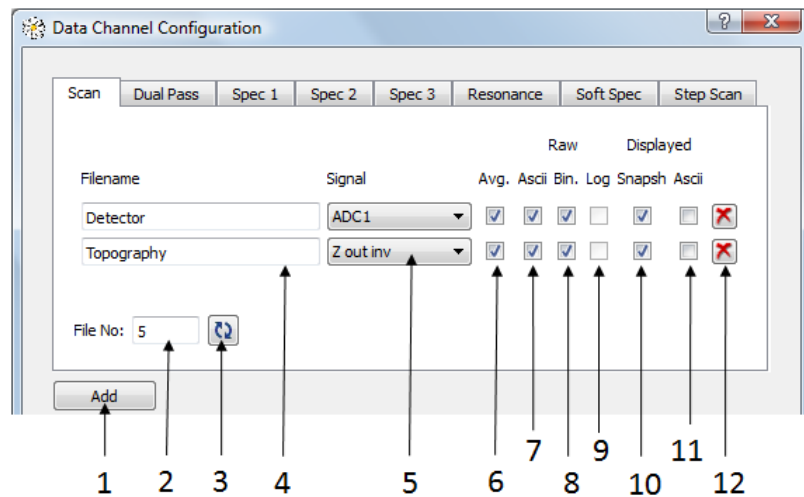 Data Channel Configuration ?
Scan Dual Pass Spec 1 Spec 2 Spec 3 Resonance Soft Spec Step Scan
Raw Displayed
Filename Signal Avg. Ascii Bin. Log Snapsh Ascii
Detector ADC1
Topography Z out inv
File No: 5
Add
1 2 3 4 5 6 7 8 9 10 11 12